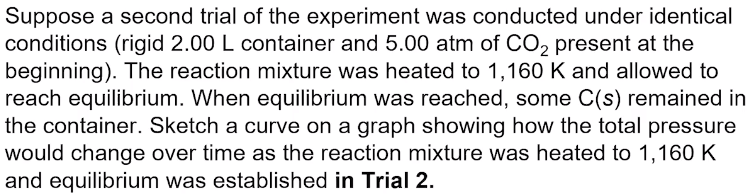 Suppose a second trial of the experiment was conducted under identical
conditions (rigid 2.00 L container and 5.00 atm of CO₂ present at the
beginning). The reaction mixture was heated to 1,160 K and allowed to
reach equilibrium. When equilibrium was reached, some C(s) remained in
the container. Sketch a curve on a graph showing how the total pressure
would change over time as the reaction mixture was heated to 1,160 K
and equilibrium was established in Trial 2.